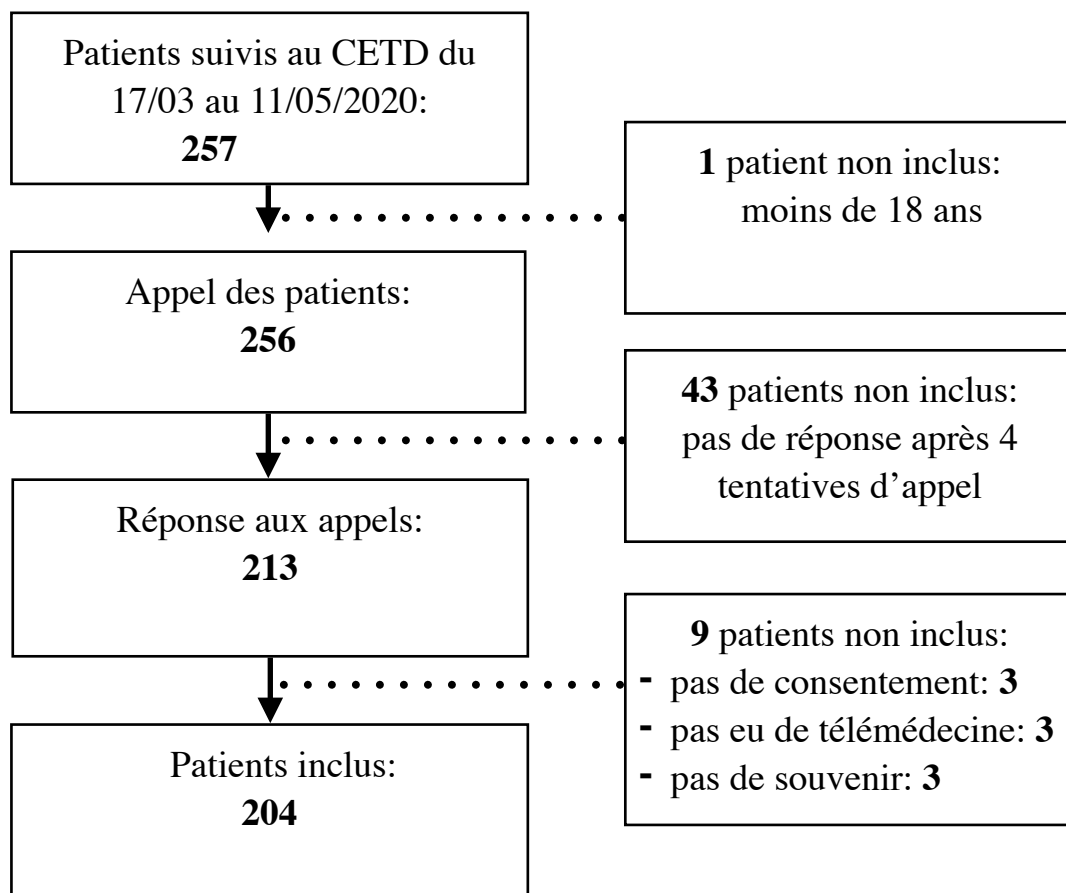 Patients suivis au CETD du
17/03 au 11/05/2020:
257
1 patient non inclus:
moins de 18 ans
Appel des patients:
256
43 patients non inclus:
pas de réponse après 4
tentatives d’appel
Réponse aux appels:
213
9 patients non inclus:
- pas de consentement: 3
- pas eu de télémédecine: 3
- pas de souvenir: 3
Patients inclus:
204